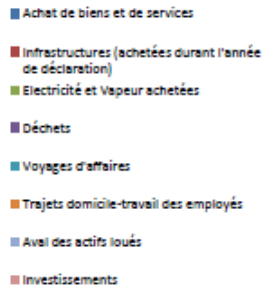 Achat de biens et de services
Infrastructures (achetées durant l'année
de déclaration)
Electricité et Vapeur achetées
Déchets
Voyages d'affaires
Trajets domicile-travail des employés
Aval des actifs loués
Investissements